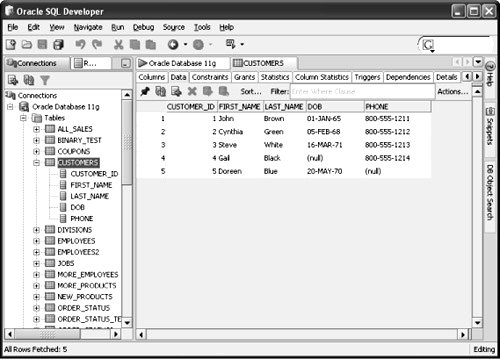 Oracle SQL Developer
File Edit View Navigate Run Debug Source Tools Help
Connections
R...
Oracle Database 11g
CUSTOMERS
Columns Data Constraints Grants Statistics Column Statistics Triggers Dependencies Details
Sort... Filter: Enter Where Clause Actions...
CUSTOMER_ID FIRST_NAME LAST_NAME DOB PHONE
1 1 John Brown 01-JAN-65 800-555-1211
2 2 Cynthia Green 05-FEB-68 800-555-1212
3 3 Steve White 16-MAR-71 800-555-1213
4 4 Gail Black (null) 800-555-1214
5 5 Doreen Blue 20-MAY-70 (null)
Connections
Oracle Database 11g
Tables
ALL_SALES
BINARY_TEST
COUPONS
CUSTOMERS
CUSTOMER_ID
FIRST_NAME
LAST_NAME
DOB
PHONE
DIVISIONS
EMPLOYEES
EMPLOYEES2
JOBS
MORE_EMPLOYEES
MORE_PRODUCTS
NEW_PRODUCTS
ORDER_STATUS
ORDER_STATUS_TE
Help
Snippets
DB Object Search
All Rows Fetched: 5
Editing